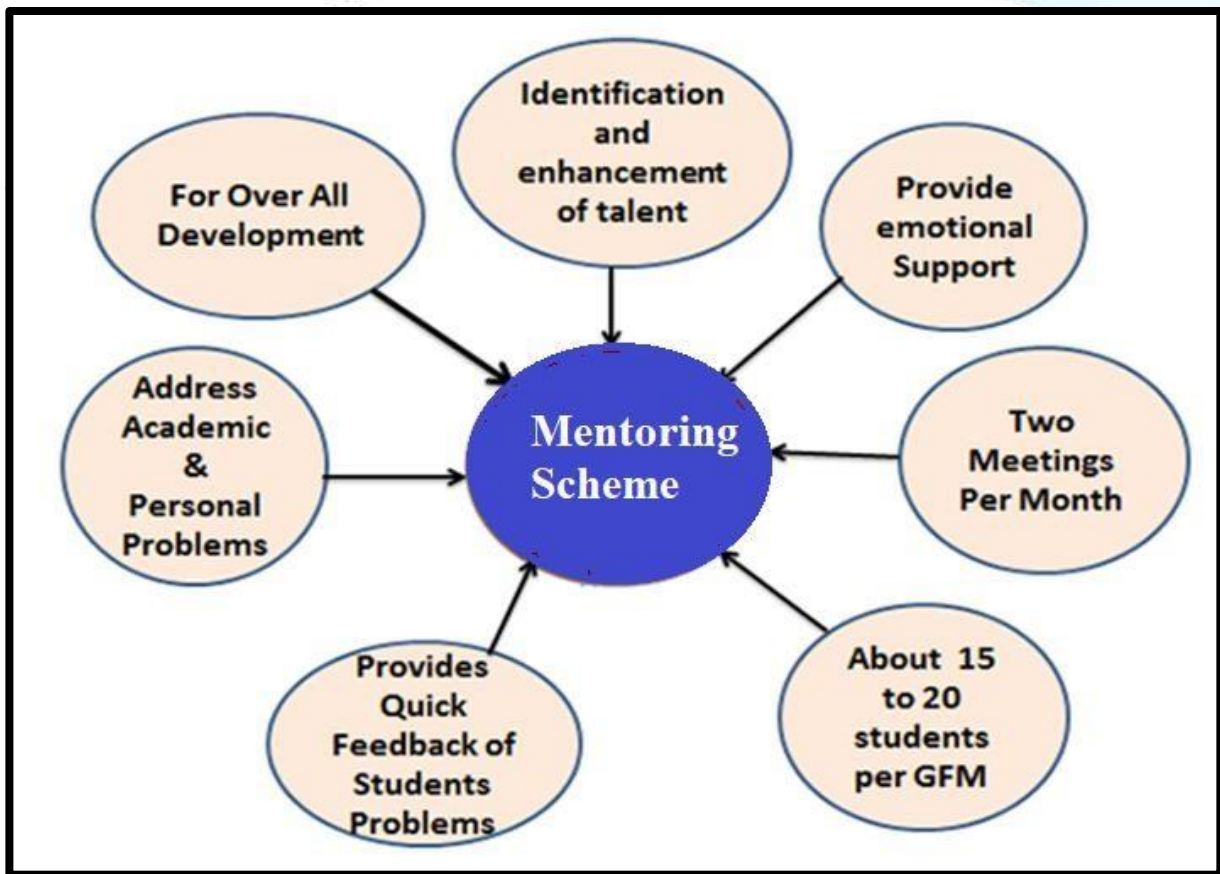 Identification
and
enhancement
of talent
For Over All
Development
Provide
emotional
Support
Address
Academic
&
Personal
Problems
Mentoring
Scheme
Two
Meetings
Per Month
Provides
Quick
Feedback of
Students
Problems
About 15
to 20
students
per GFM